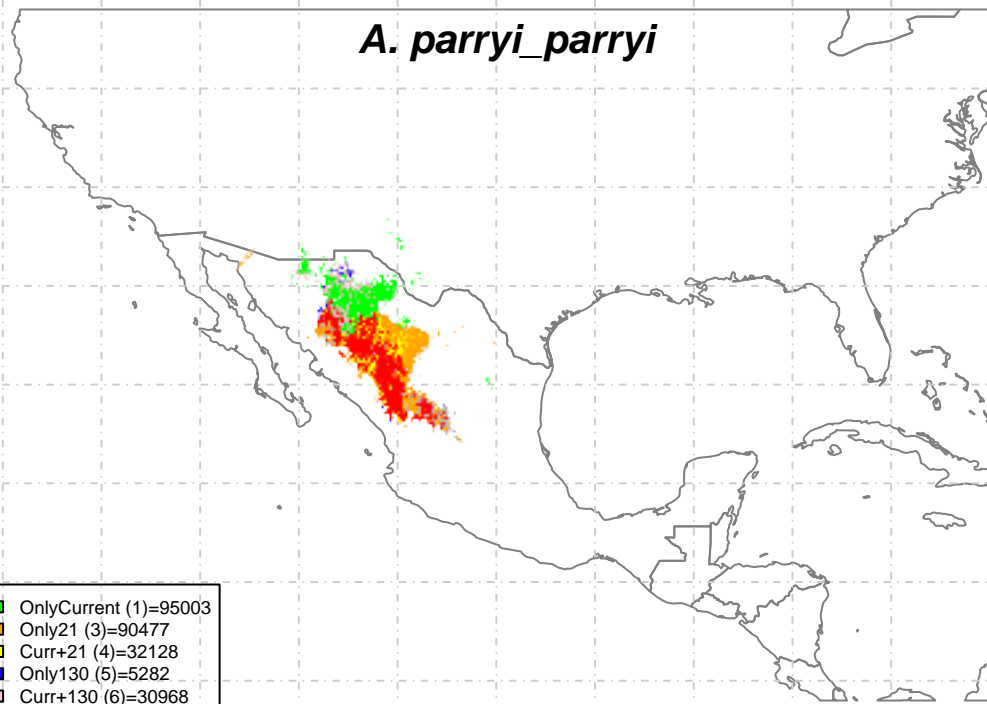 A. parryi_parryi
OnlyCurrent (1)=95003
Only21 (3)=90477
Curr+21 (4)=32128
Only130 (5)=5282
Curr+130 (6)=30968